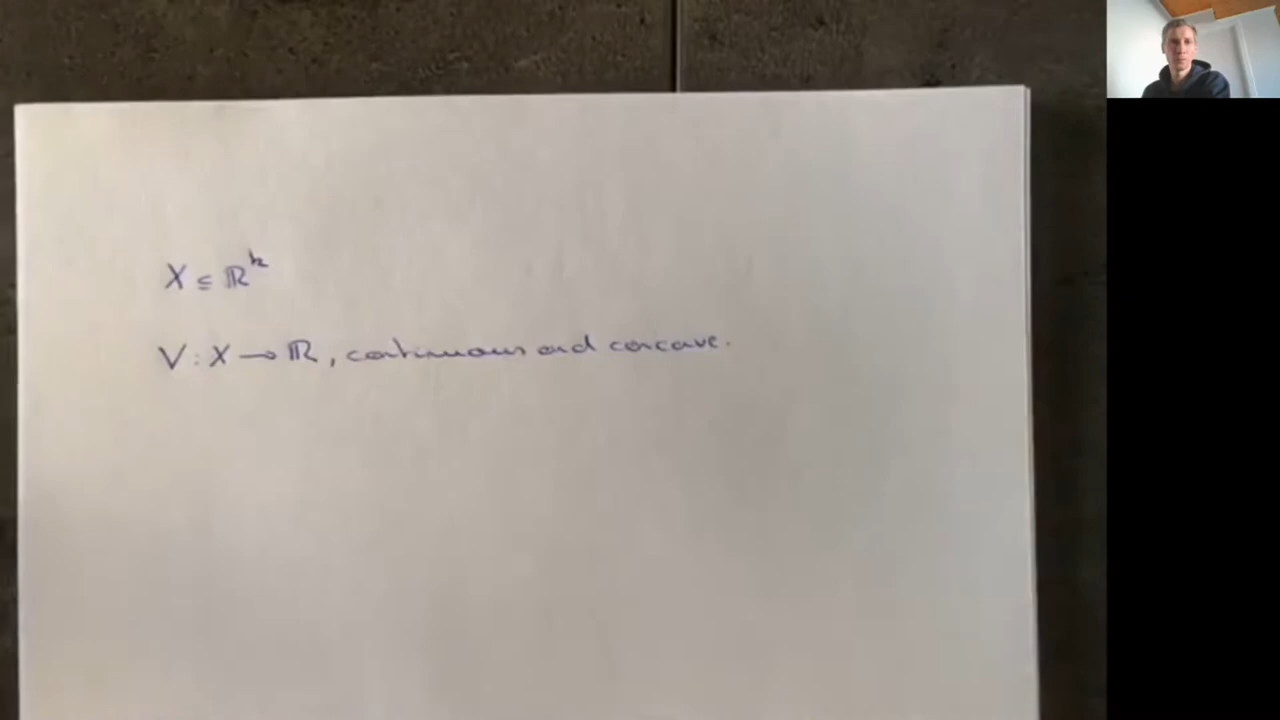 X ⊆ ℝᵏ
V : X → ℝ, continuous and concave.